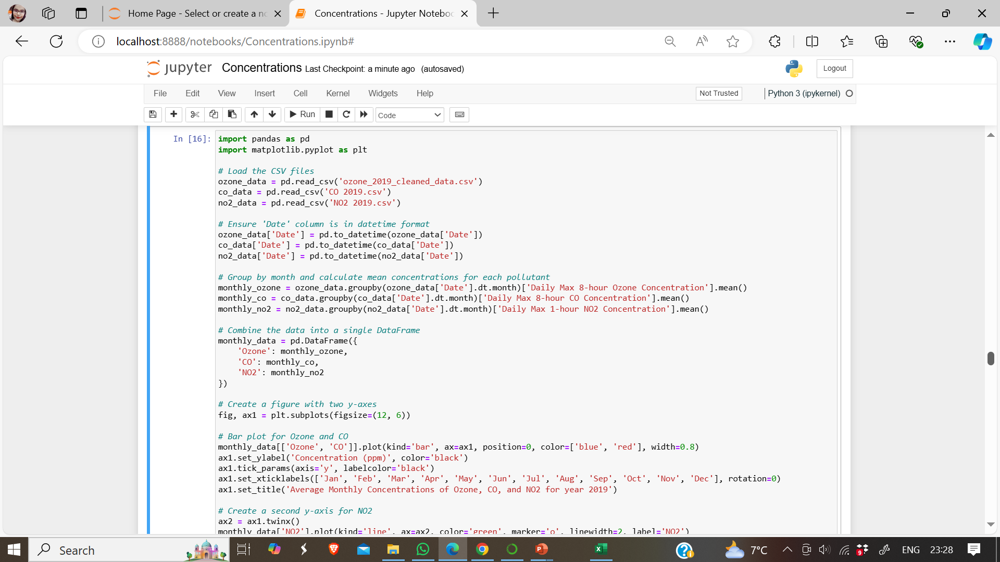 Home Page - Select or create a no
Concentrations - Jupyter Noteboo
localhost:8888/notebooks/Concentrations.ipynb#
jupyter Concentrations Last Checkpoint: a minute ago (autosaved)
Logout
File Edit View Insert Cell Kernel Widgets Help
Not Trusted
Python 3 (ipykernel)
Run
Code
In [16]:
import pandas as pd
import matplotlib.pyplot as plt
# Load the CSV files
ozone_data = pd.read_csv('ozone_2019_cleaned_data.csv')
co_data = pd.read_csv('CO 2019.csv')
no2_data = pd.read_csv('NO2 2019.csv')
# Ensure 'Date' column is in datetime format
ozone_data['Date'] = pd.to_datetime(ozone_data['Date'])
co_data['Date'] = pd.to_datetime(co_data['Date'])
no2_data['Date'] = pd.to_datetime(no2_data['Date'])
# Group by month and calculate mean concentrations for each pollutant
monthly_ozone = ozone_data.groupby(ozone_data['Date'].dt.month)['Daily Max 8-hour Ozone Concentration'].mean()
monthly_co = co_data.groupby(co_data['Date'].dt.month)['Daily Max 8-hour CO Concentration'].mean()
monthly_no2 = no2_data.groupby(no2_data['Date'].dt.month)['Daily Max 1-hour NO2 Concentration'].mean()
# Combine the data into a single DataFrame
monthly_data = pd.DataFrame({
    'Ozone': monthly_ozone,
    'CO': monthly_co,
    'NO2': monthly_no2
})
# Create a figure with two y-axes
fig, ax1 = plt.subplots(figsize=(12, 6))
# Bar plot for Ozone and CO
monthly_data[['Ozone', 'CO']].plot(kind='bar', ax=ax1, position=0, color=['blue', 'red'], width=0.8)
ax1.set_ylabel('Concentration (ppm)', color='black')
ax1.tick_params(axis='y', labelcolor='black')
ax1.set_xticklabels(['Jan', 'Feb', 'Mar', 'Apr', 'May', 'Jun', 'Jul', 'Aug', 'Sep', 'Oct', 'Nov', 'Dec'], rotation=0)
ax1.set_title('Average Monthly Concentrations of Ozone, CO, and NO2 for year 2019')
# Create a second y-axis for NO2
ax2 = ax1.twinx()
monthly_data['NO2'].plot(kind='line', ax=ax2, color='green', marker='o', linewidth=2, label='NO2')
Search
7°C
9
ENG
23:28